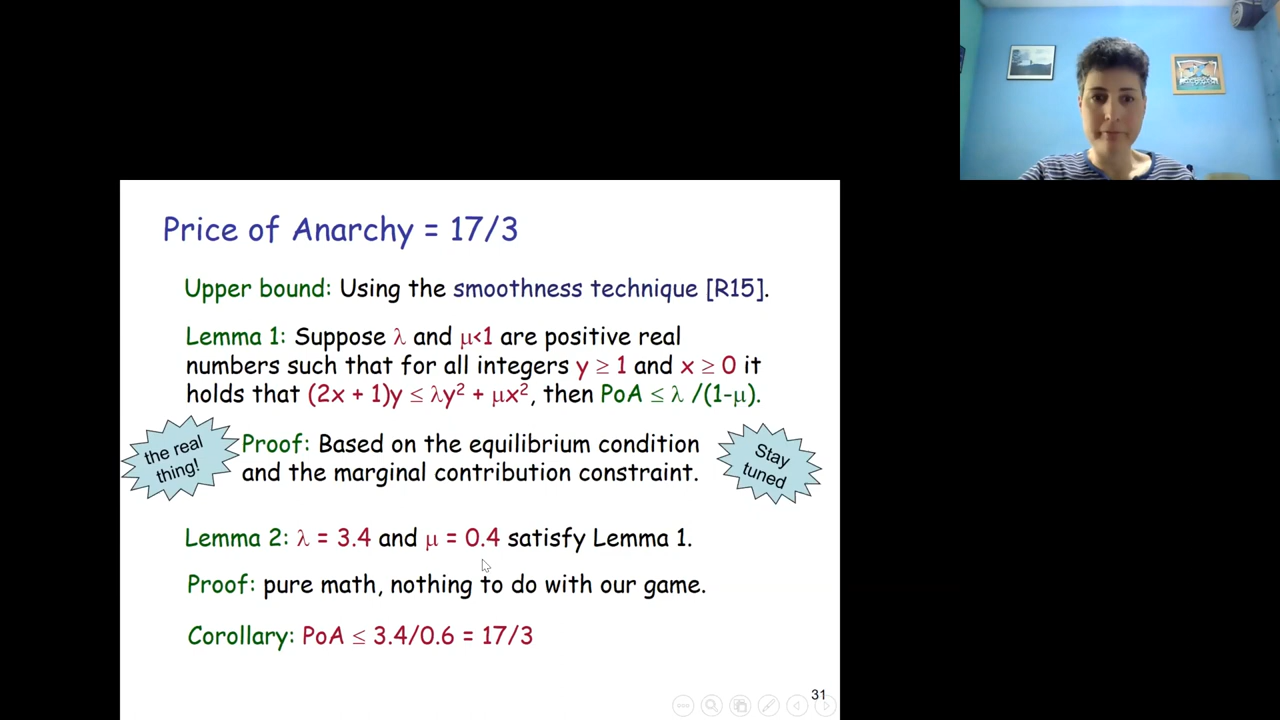 Price of Anarchy = 17/3
Upper bound: Using the smoothness technique [R15].
Lemma 1: Suppose λ and μ<1 are positive real
numbers such that for all integers y ≥ 1 and x ≥ 0 it
holds that (2x + 1)y ≤ λy² + μx², then PoA ≤ λ /(1-μ).
the real
thing!
Proof: Based on the equilibrium condition
and the marginal contribution constraint.
Stay
tuned
Lemma 2: λ = 3.4 and μ = 0.4 satisfy Lemma 1.
Proof: pure math, nothing to do with our game.
Corollary: PoA ≤ 3.4/0.6 = 17/3
31